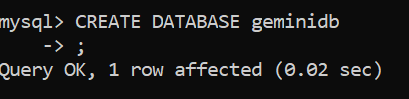 mysql> CREATE DATABASE geminidb
    -> ;
Query OK, 1 row affected (0.02 sec)